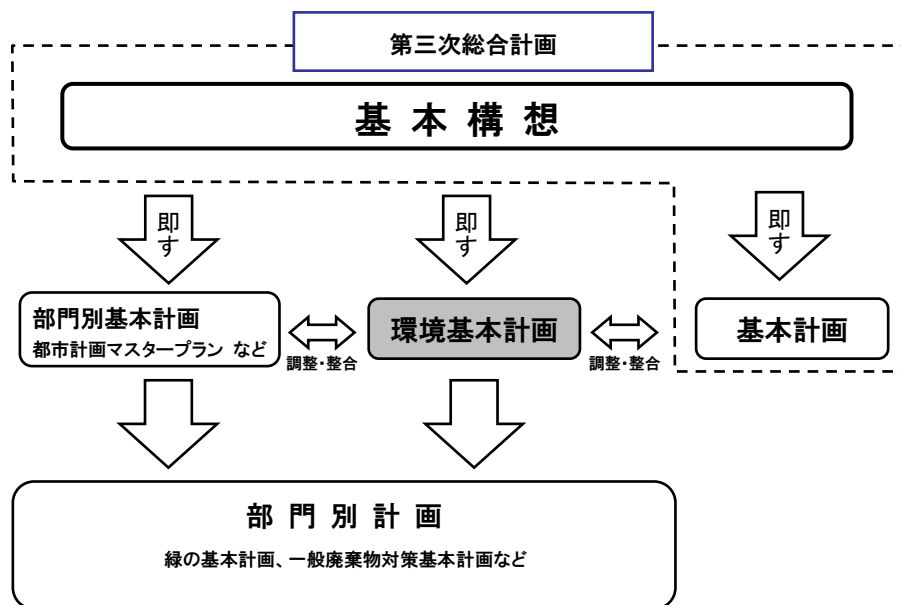 第三次総合計画
基本構想
即す
即す
即す
部門別基本計画
都市計画マスタープラン など
調整・整合
環境基本計画
調整・整合
基本計画
部門別計画
緑の基本計画、一般廃棄物対策基本計画など